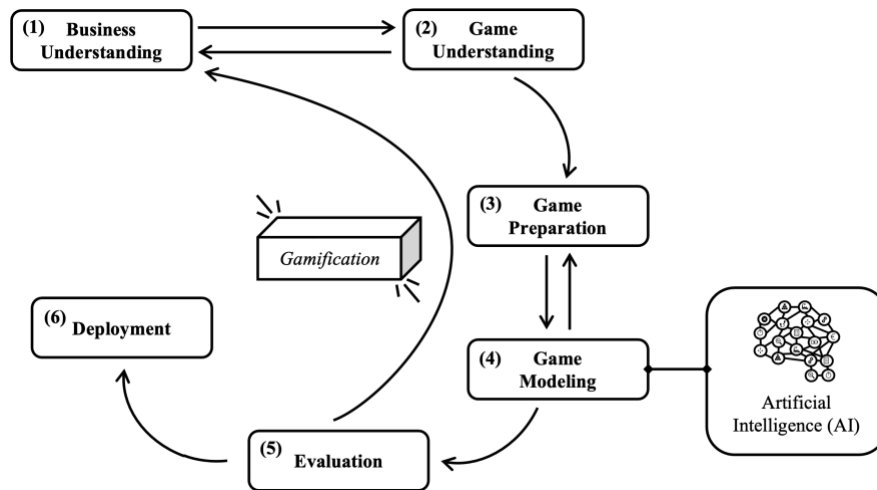 (1) Business
Understanding
(2) Game
Understanding
(3) Game
Preparation
Gamification
(6) Deployment
(4) Game
Modeling
Artificial
Intelligence (AI)
(5) Evaluation